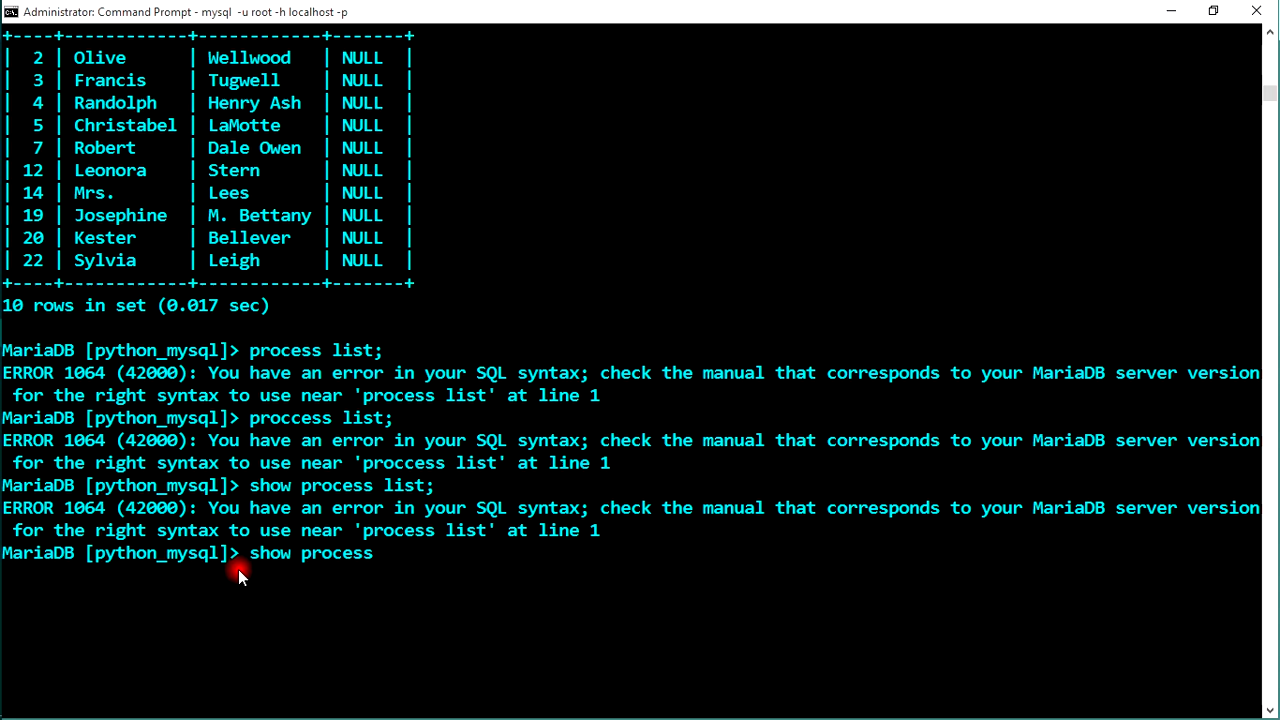 Administrator: Command Prompt - mysql -u root -h localhost -p
+----+------------+------------+-------+
|  2 | Olive      | Wellwood   | NULL  |
|  3 | Francis    | Tugwell    | NULL  |
|  4 | Randolph   | Henry Ash  | NULL  |
|  5 | Christabel | LaMotte    | NULL  |
|  7 | Robert     | Dale Owen  | NULL  |
| 12 | Leonora    | Stern      | NULL  |
| 14 | Mrs.       | Lees       | NULL  |
| 19 | Josephine  | M. Bettany | NULL  |
| 20 | Kester     | Bellever   | NULL  |
| 22 | Sylvia     | Leigh      | NULL  |
+----+------------+------------+-------+
10 rows in set (0.017 sec)
MariaDB [python_mysql]> process list;
ERROR 1064 (42000): You have an error in your SQL syntax; check the manual that corresponds to your MariaDB server version
 for the right syntax to use near 'process list' at line 1
MariaDB [python_mysql]> proccess list;
ERROR 1064 (42000): You have an error in your SQL syntax; check the manual that corresponds to your MariaDB server version
 for the right syntax to use near 'proccess list' at line 1
MariaDB [python_mysql]> show process list;
ERROR 1064 (42000): You have an error in your SQL syntax; check the manual that corresponds to your MariaDB server version
 for the right syntax to use near 'process list' at line 1
MariaDB [python_mysql]> show process